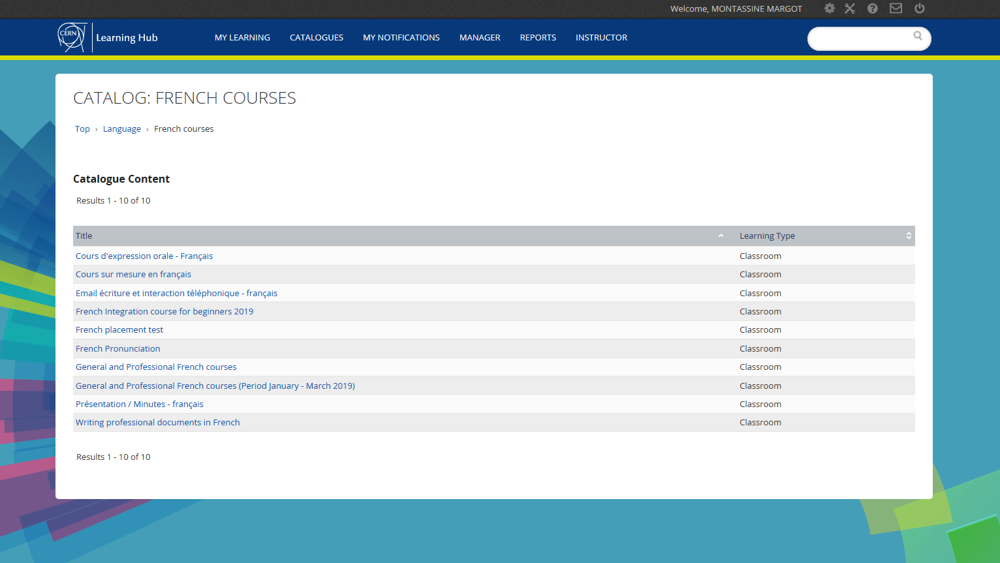 Welcome, MONTASSINE MARGOT
CERN Learning Hub
MY LEARNING CATALOGUES MY NOTIFICATIONS MANAGER REPORTS INSTRUCTOR
CATALOG: FRENCH COURSES
Top › Language › French courses
Catalogue Content
Results 1 - 10 of 10
Title Learning Type
Cours d'expression orale - Français Classroom
Cours sur mesure en français Classroom
Email écriture et interaction téléphonique - français Classroom
French Integration course for beginners 2019 Classroom
French placement test Classroom
French Pronunciation Classroom
General and Professional French courses Classroom
General and Professional French courses (Period January - March 2019) Classroom
Présentation / Minutes - français Classroom
Writing professional documents in French Classroom
Results 1 - 10 of 10